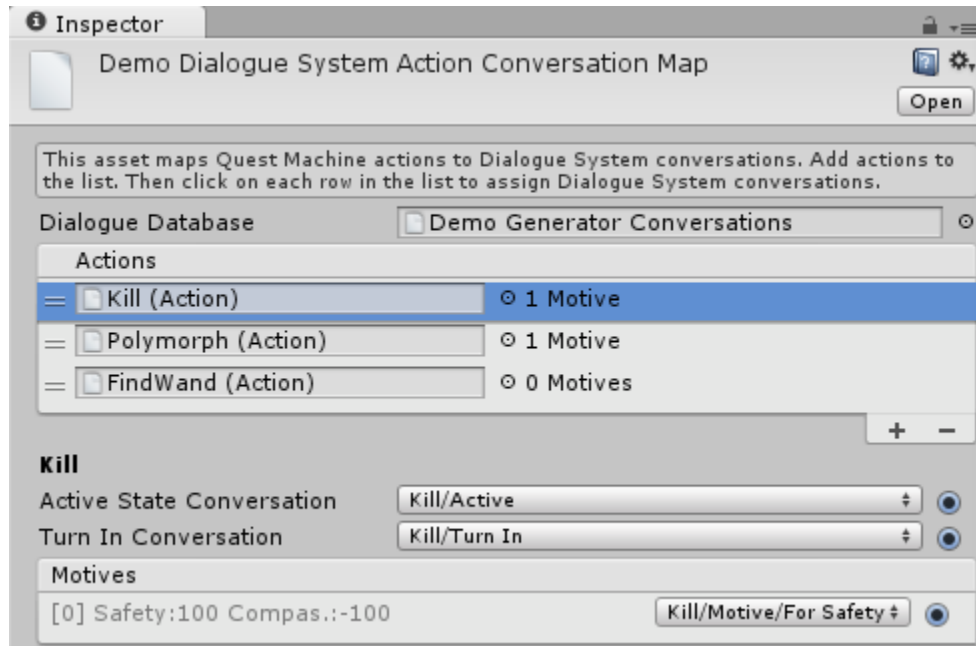 Inspector
Demo Dialogue System Action Conversation Map
Open
This asset maps Quest Machine actions to Dialogue System conversations. Add actions to
the list. Then click on each row in the list to assign Dialogue System conversations.
Dialogue Database Demo Generator Conversations
Actions
Kill (Action) 1 Motive
Polymorph (Action) 1 Motive
FindWand (Action) 0 Motives
+ −
Kill
Active State Conversation Kill/Active
Turn In Conversation Kill/Turn In
Motives
[0] Safety:100 Compas.:-100 Kill/Motive/For Safety